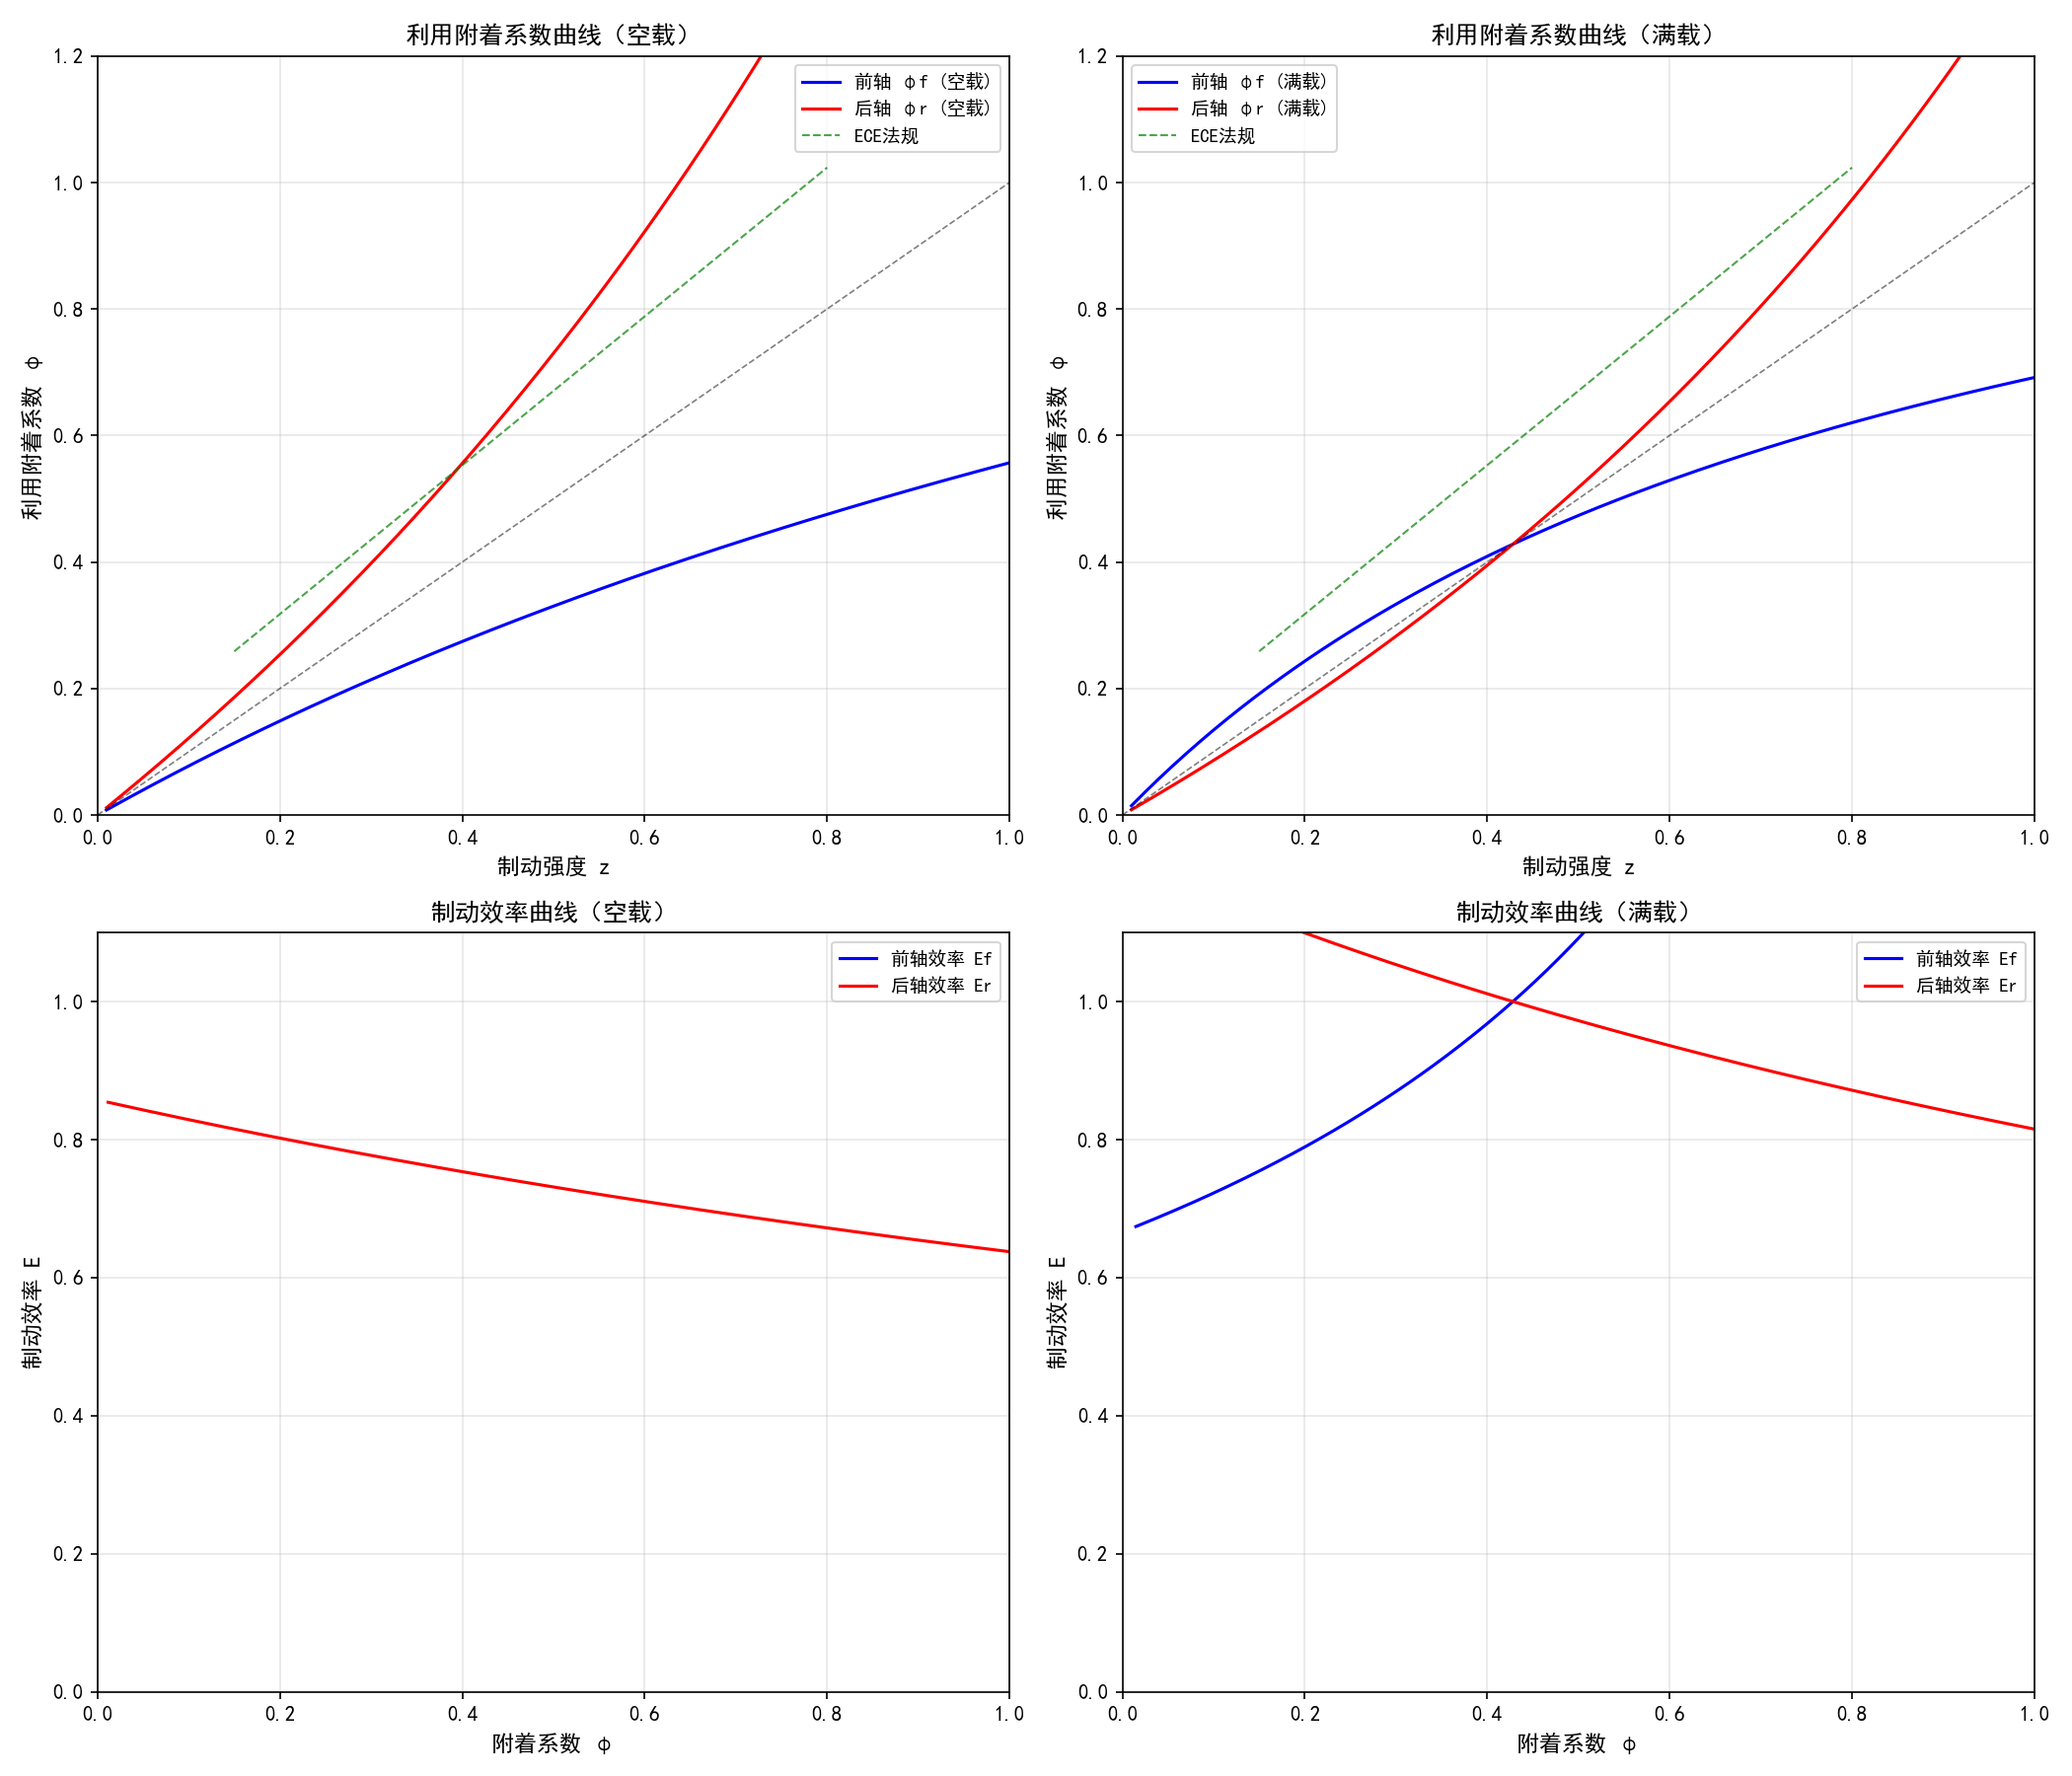 利用附着系数曲线（空载）
1.2
1.0
0.8
0.6
0.4
0.2
0.0
利用附着系数 φ
前轴 φf (空载)
后轴 φr (空载)
ECE法规
0.0 0.2 0.4 0.6 0.8 1.0
制动强度 z
利用附着系数曲线（满载）
1.2
1.0
0.8
0.6
0.4
0.2
0.0
利用附着系数 φ
前轴 φf (满载)
后轴 φr (满载)
ECE法规
0.0 0.2 0.4 0.6 0.8 1.0
制动强度 z
制动效率曲线（空载）
1.0
0.8
0.6
0.4
0.2
0.0
制动效率 E
前轴效率 Ef
后轴效率 Er
0.0 0.2 0.4 0.6 0.8 1.0
附着系数 φ
制动效率曲线（满载）
1.0
0.8
0.6
0.4
0.2
0.0
制动效率 E
前轴效率 Ef
后轴效率 Er
0.0 0.2 0.4 0.6 0.8 1.0
附着系数 φ